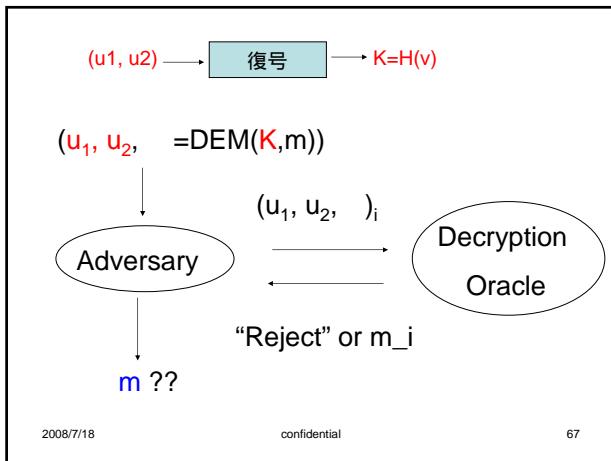 (u1, u2) 復号 K=H(v)
(u₁, u₂, =DEM(K,m))
(u₁, u₂, )ᵢ
Adversary
Decryption
Oracle
“Reject” or m_i
m ??
2008/7/18 confidential 67